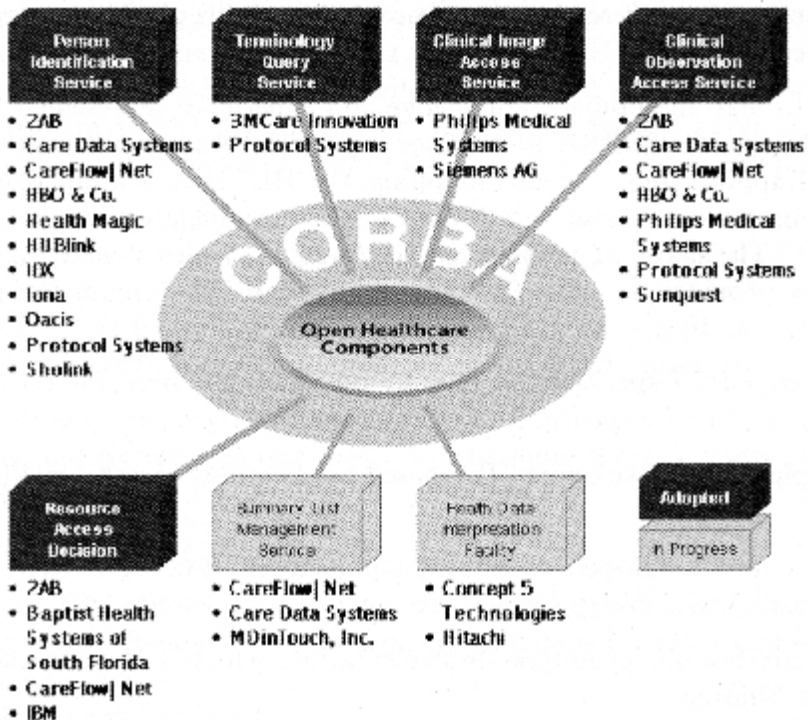 Person
Identification
Service
Terminology
Query
Service
Clinical Image
Access
Service
Clinical
Observation
Access Service
• 2AB
• Care Data Systems
• CareFlow| Net
• HBO & Co.
• Health Magic
• HUBlink
• IDX
• Iona
• Oacis
• Protocol Systems
• Sholink
• 3MCare Innovation
• Protocol Systems
• Philips Medical
Systems
• Siemens AG
• 2AB
• Care Data Systems
• CareFlow| Net
• HBO & Co.
• Philips Medical
Systems
• Protocol Systems
• Sunquest
CORBA
Open Healthcare
Components
Resource
Access
Decision
Summary List
Management
Service
Health Data
Interpretation
Facility
Adopted
In Progress
• 2AB
• Baptist Health
Systems of
South Florida
• CareFlow| Net
• IBM
• CareFlow| Net
• Care Data Systems
• MDinTouch, Inc.
• Concept 5
Technologies
• Hitachi